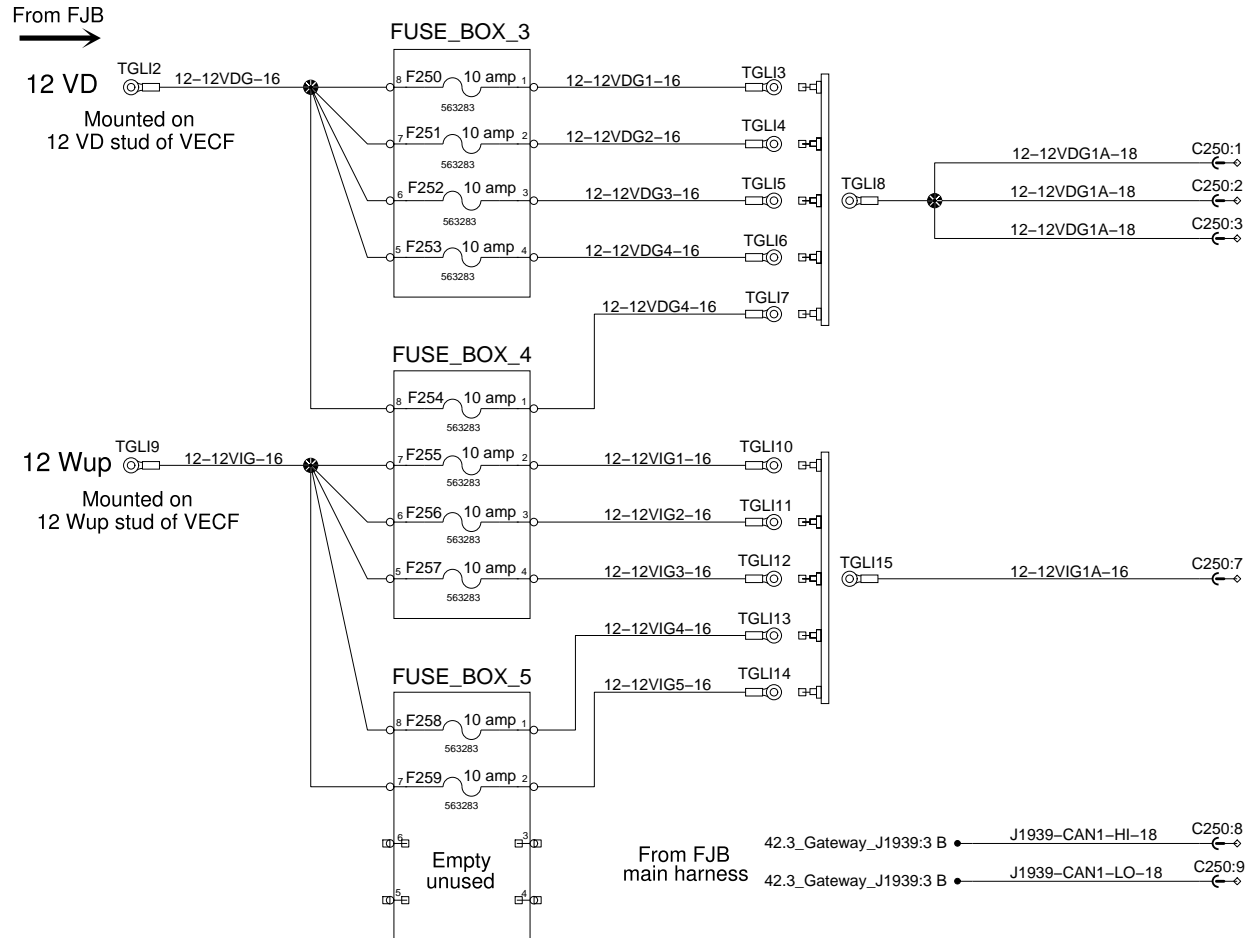 From FJB
FUSE_BOX_3
12 VD
TGLI2
12–12VDG–16
Mounted on
12 VD stud of VECF
8 F250 10 amp 1
563283
12–12VDG1–16
TGLI3
7 F251 10 amp 2
563283
12–12VDG2–16
TGLI4
6 F252 10 amp 3
563283
12–12VDG3–16
TGLI5
5 F253 10 amp 4
563283
12–12VDG4–16
TGLI6
12–12VDG4–16
TGLI7
TGLI8
12–12VDG1A–18
C250:1
12–12VDG1A–18
C250:2
12–12VDG1A–18
C250:3
FUSE_BOX_4
8 F254 10 amp 1
563283
12 Wup
TGLI9
12–12VIG–16
Mounted on
12 Wup stud of VECF
7 F255 10 amp 2
563283
12–12VIG1–16
TGLI10
6 F256 10 amp 3
563283
12–12VIG2–16
TGLI11
5 F257 10 amp 4
563283
12–12VIG3–16
TGLI12
12–12VIG4–16
TGLI13
12–12VIG5–16
TGLI14
TGLI15
12–12VIG1A–16
C250:7
FUSE_BOX_5
8 F258 10 amp 1
563283
7 F259 10 amp 2
563283
6 3
Empty
unused
5 4
From FJB
main harness
42.3_Gateway_J1939:3 B
J1939–CAN1–HI–18
C250:8
42.3_Gateway_J1939:3 B
J1939–CAN1–LO–18
C250:9